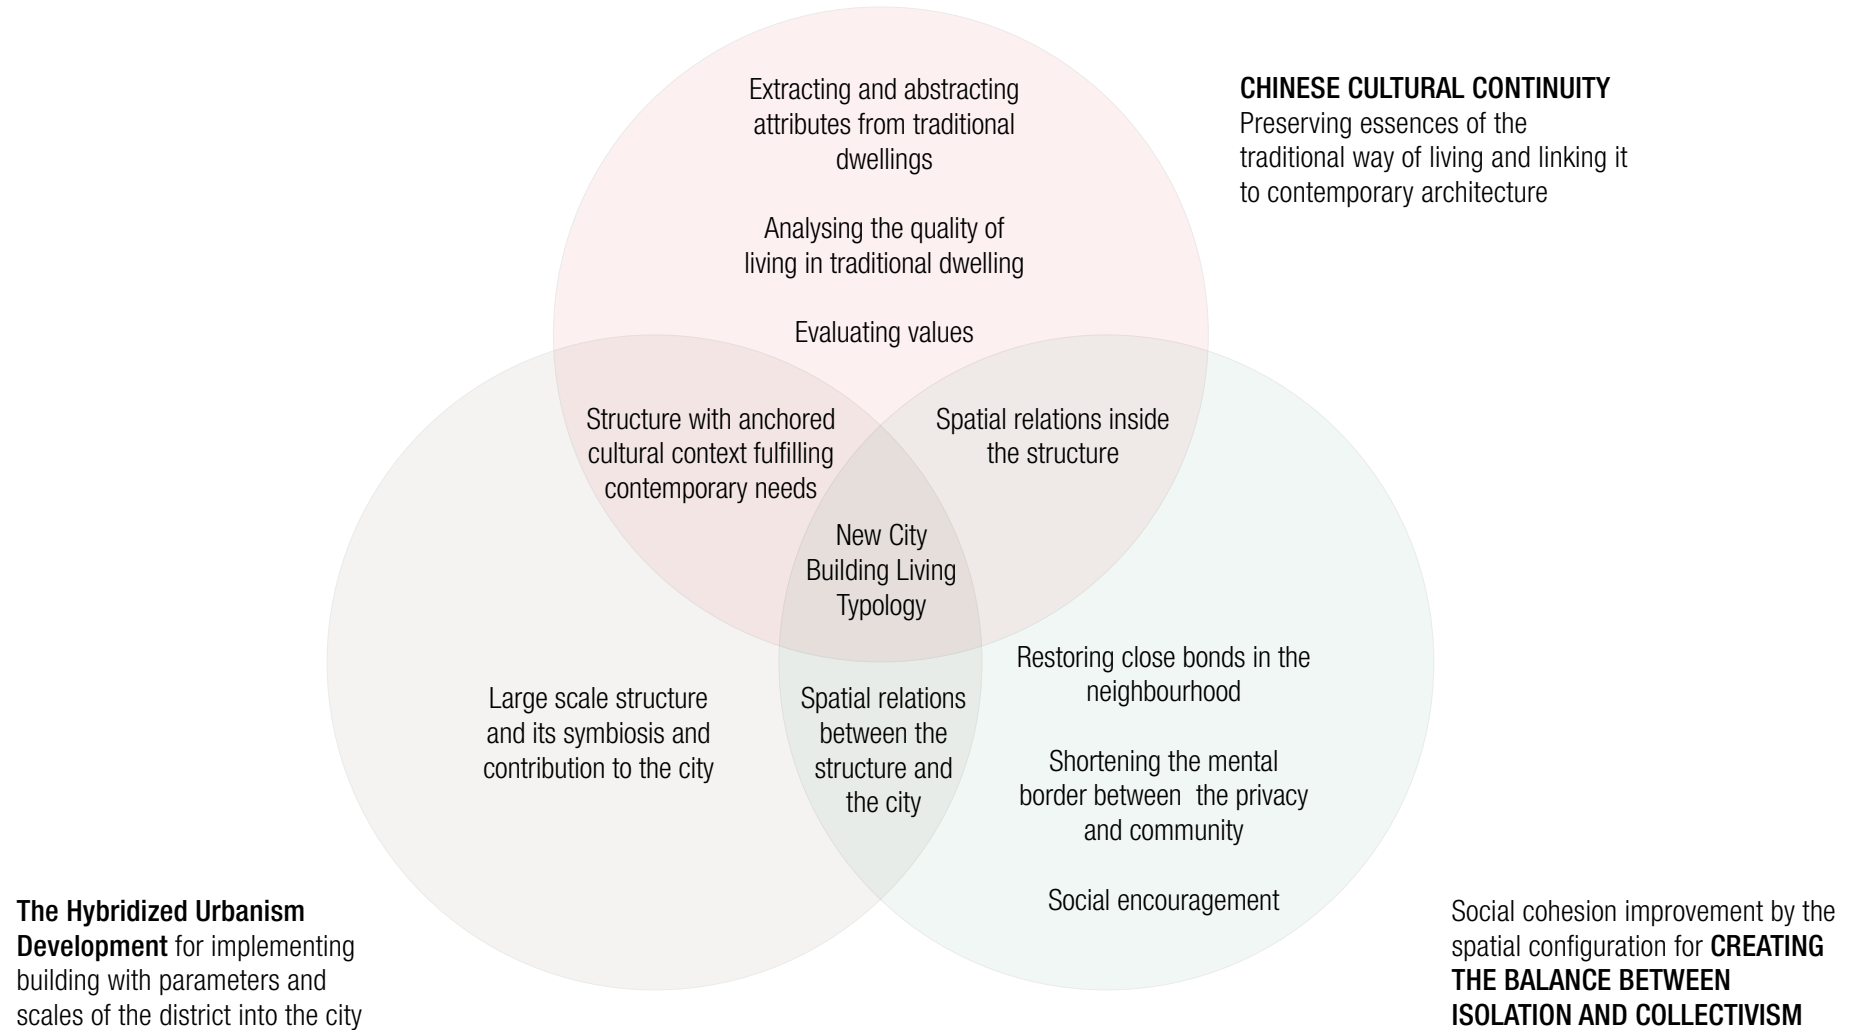 Extracting and abstracting
attributes from traditional
dwellings
Analysing the quality of
living in traditional dwelling
Evaluating values
CHINESE CULTURAL CONTINUITY
Preserving essences of the
traditional way of living and linking it
to contemporary architecture
Structure with anchored
cultural context fulfilling
contemporary needs
Spatial relations inside
the structure
New City
Building Living
Typology
Large scale structure
and its symbiosis and
contribution to the city
Spatial relations
between the
structure and
the city
Restoring close bonds in the
neighbourhood
Shortening the mental
border between  the privacy
and community
Social encouragement
The Hybridized Urbanism
Development for implementing
building with parameters and
scales of the district into the city
Social cohesion improvement by the
spatial configuration for CREATING
THE BALANCE BETWEEN
ISOLATION AND COLLECTIVISM